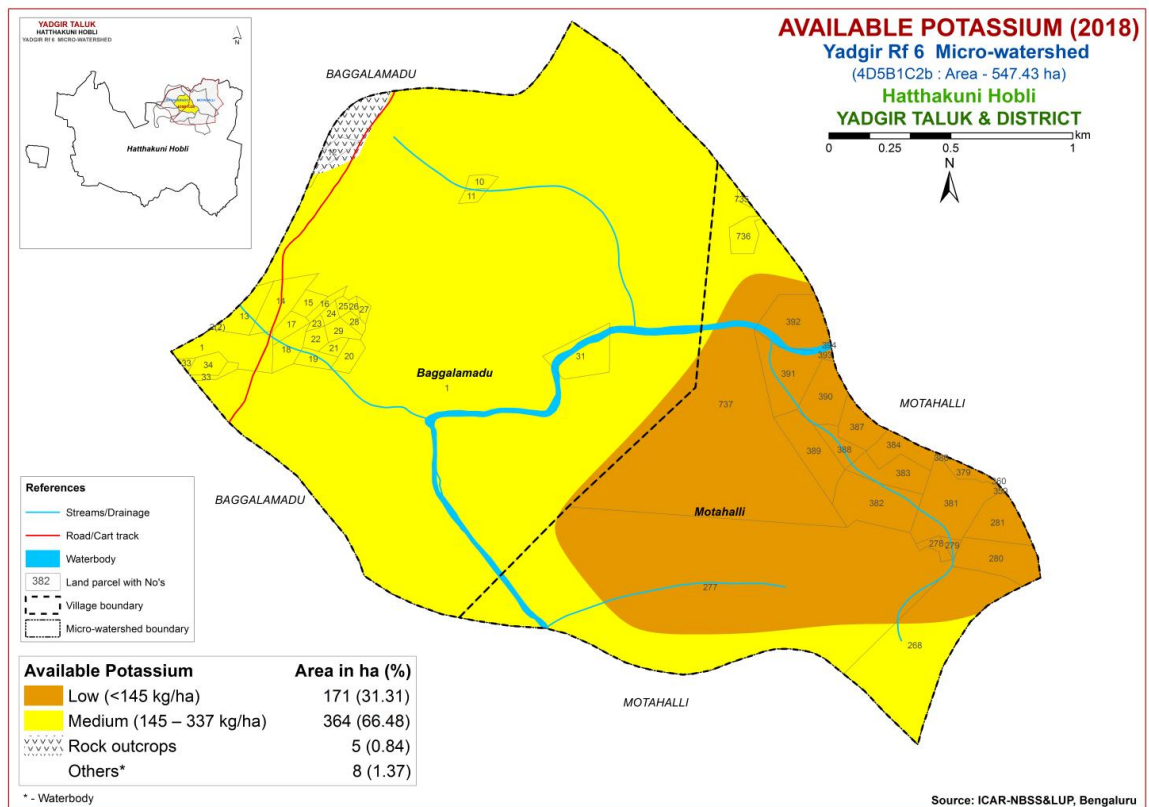 YADGIR TALUK
HATTHAKUNI HOBLI
YADGIR Rf 6 MICRO-WATERSHED
N
Hatthakuni Hobli
AVAILABLE POTASSIUM (2018)
Yadgir Rf 6 Micro-watershed
(4D5B1C2b : Area - 547.43 ha)
Hatthakuni Hobli
YADGIR TALUK & DISTRICT
km
0 0.25 0.5 1
N
BAGGALAMADU
10
11
735
736
13
14
15
16
17
18
19
20
21
22
23
24
25
26
27
28
29
1
33
34
33
31
Baggalamadu
1
392
394
393
391
390
737
MOTAHALLI
387
384
389
388
383
379
382
381
281
278
279
280
Motahalli
277
268
BAGGALAMADU
MOTAHALLI
References
Streams/Drainage
Road/Cart track
Waterbody
382 Land parcel with No's
Village boundary
Micro-watershed boundary
Available Potassium Area in ha (%)
Low (<145 kg/ha) 171 (31.31)
Medium (145 – 337 kg/ha) 364 (66.48)
Rock outcrops 5 (0.84)
Others* 8 (1.37)
* - Waterbody
Source: ICAR-NBSS&LUP, Bengaluru